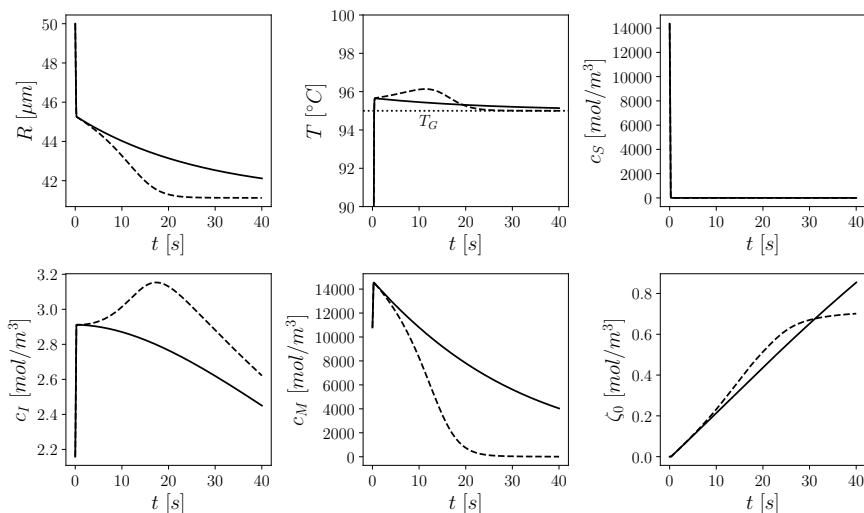 50
48
46
44
42
R [μm]
0 10 20 30 40
t [s]
100
98
96
94
92
90
T [°C]
T_G
0 10 20 30 40
t [s]
14000
12000
10000
8000
6000
4000
2000
0
c_S [mol/m³]
0 10 20 30 40
t [s]
3.2
3.0
2.8
2.6
2.4
2.2
c_I [mol/m³]
0 10 20 30 40
t [s]
14000
12000
10000
8000
6000
4000
2000
0
c_M [mol/m³]
0 10 20 30 40
t [s]
0.8
0.6
0.4
0.2
0.0
ζ_0 [mol/m³]
0 10 20 30 40
t [s]